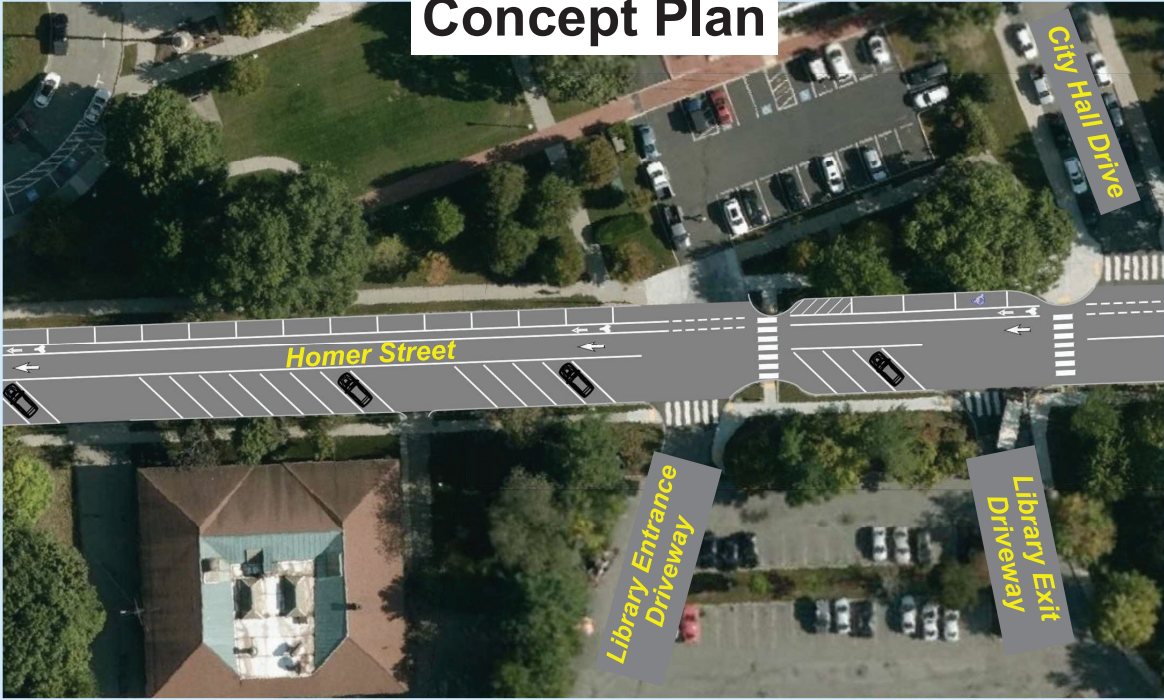 Concept Plan
City Hall Drive
Homer Street
Library Entrance
Driveway
Library Exit
Driveway